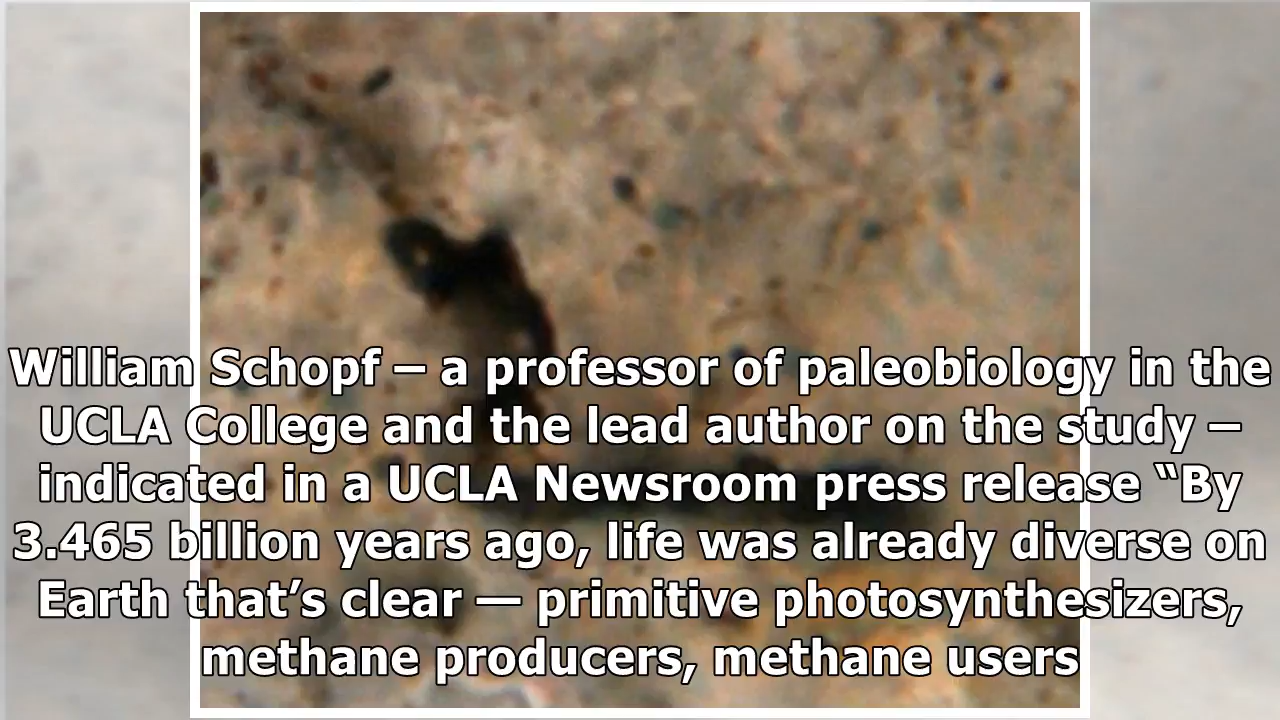 William Schopf – a professor of paleobiology in the
UCLA College and the lead author on the study –
indicated in a UCLA Newsroom press release “By
3.465 billion years ago, life was already diverse on
Earth that’s clear — primitive photosynthesizers,
methane producers, methane users